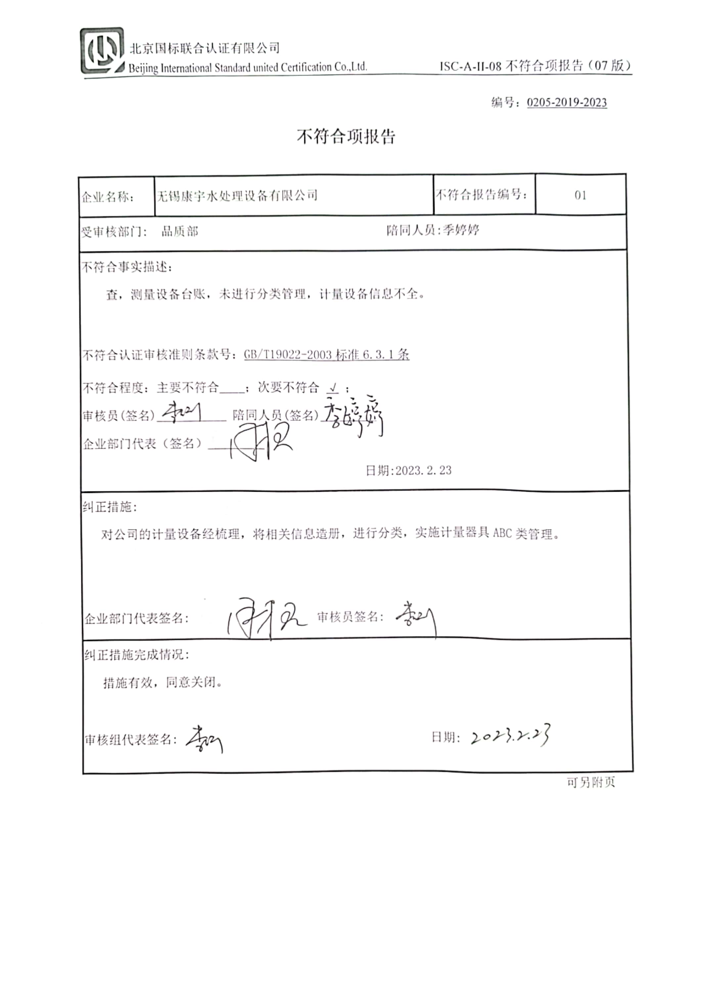 北京国标联合认证有限公司
Beijing International Standard united Certification Co.,Ltd. ISC-A-II-08 不符合项报告（07 版）
编号：0205-2019-2023
不符合项报告
企业名称： 无锡康宇水处理设备有限公司 不符合报告编号： 01
受审核部门： 品质部 陪同人员:季婷婷
不符合事实描述：
查，测量设备台账，未进行分类管理，计量设备信息不全。
不符合认证审核准则条款号：GB/T19022-2003 标准 6.3.1 条
不符合程度：主要不符合____；次要不符合 √ ；
审核员(签名) 陪同人员(签名) 季婷婷
企业部门代表（签名）
日期:2023.2.23
纠正措施：
对公司的计量设备经梳理，将相关信息造册，进行分类，实施计量器具 ABC 类管理。
企业部门代表签名： 审核员签名：
纠正措施完成情况：
措施有效，同意关闭。
审核组代表签名： 日期： 2023.2.23
可另附页